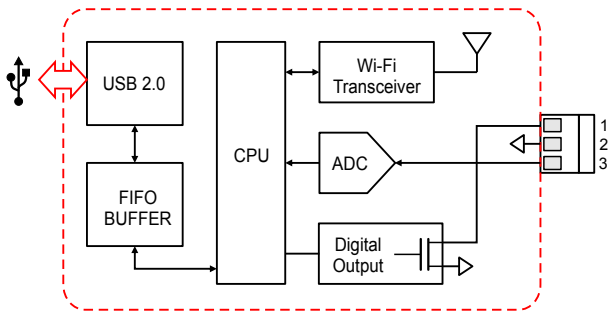 USB 2.0
FIFO
BUFFER
CPU
Wi-Fi
Transceiver
ADC
Digital
Output
1
2
3